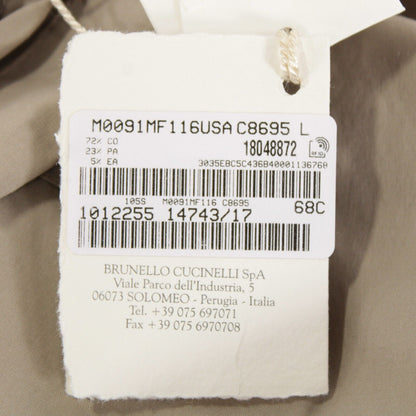 M0091MF116USA C8695 L
72% CO
23% PA 18048872
5% EA 3035EBC5C436B40001136768
105S M0091MF116 C8695
1012255 14743/17 68C
BRUNELLO CUCINELLI SpA
Viale Parco dell'Industria, 5
06073 SOLOMEO - Perugia - Italia
Tel. +39 075 697071
Fax +39 075 6970708